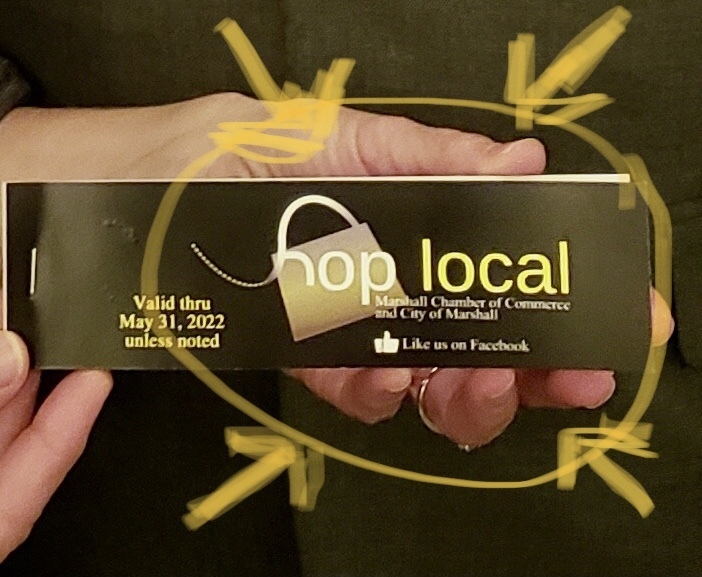 Shop local
Marshall Chamber of Commerce
and City of Marshall
Like us on Facebook
Valid thru
May 31, 2022
unless noted